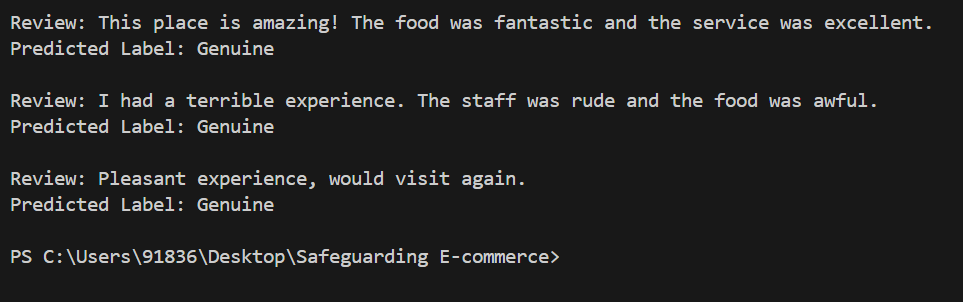 Review: This place is amazing! The food was fantastic and the service was excellent.
Predicted Label: Genuine
Review: I had a terrible experience. The staff was rude and the food was awful.
Predicted Label: Genuine
Review: Pleasant experience, would visit again.
Predicted Label: Genuine
PS C:\Users\91836\Desktop\Safeguarding E-commerce>